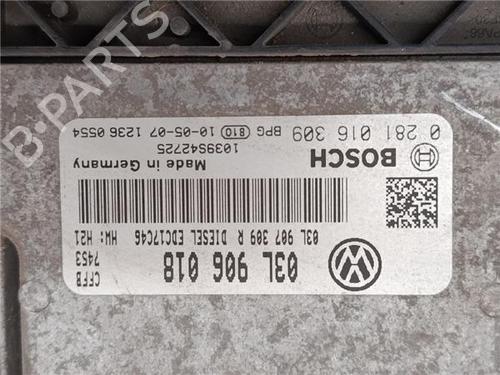 03L 906 018
CFFB
7453
03L 907 309 R DIESEL EDC17C46 HW: H21
BOSCH
1039S42725
Made in Germany
0 281 016 309 BPG 810 10-05-07 1236 0554
B-PARTS